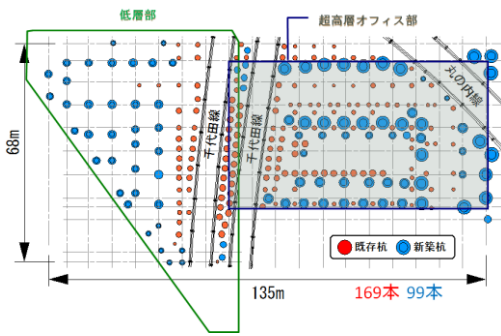 低層部
超高層オフィス部
丸の内線
千代田線
千代田線
68m
既存杭 新築杭
135m
169本 99本